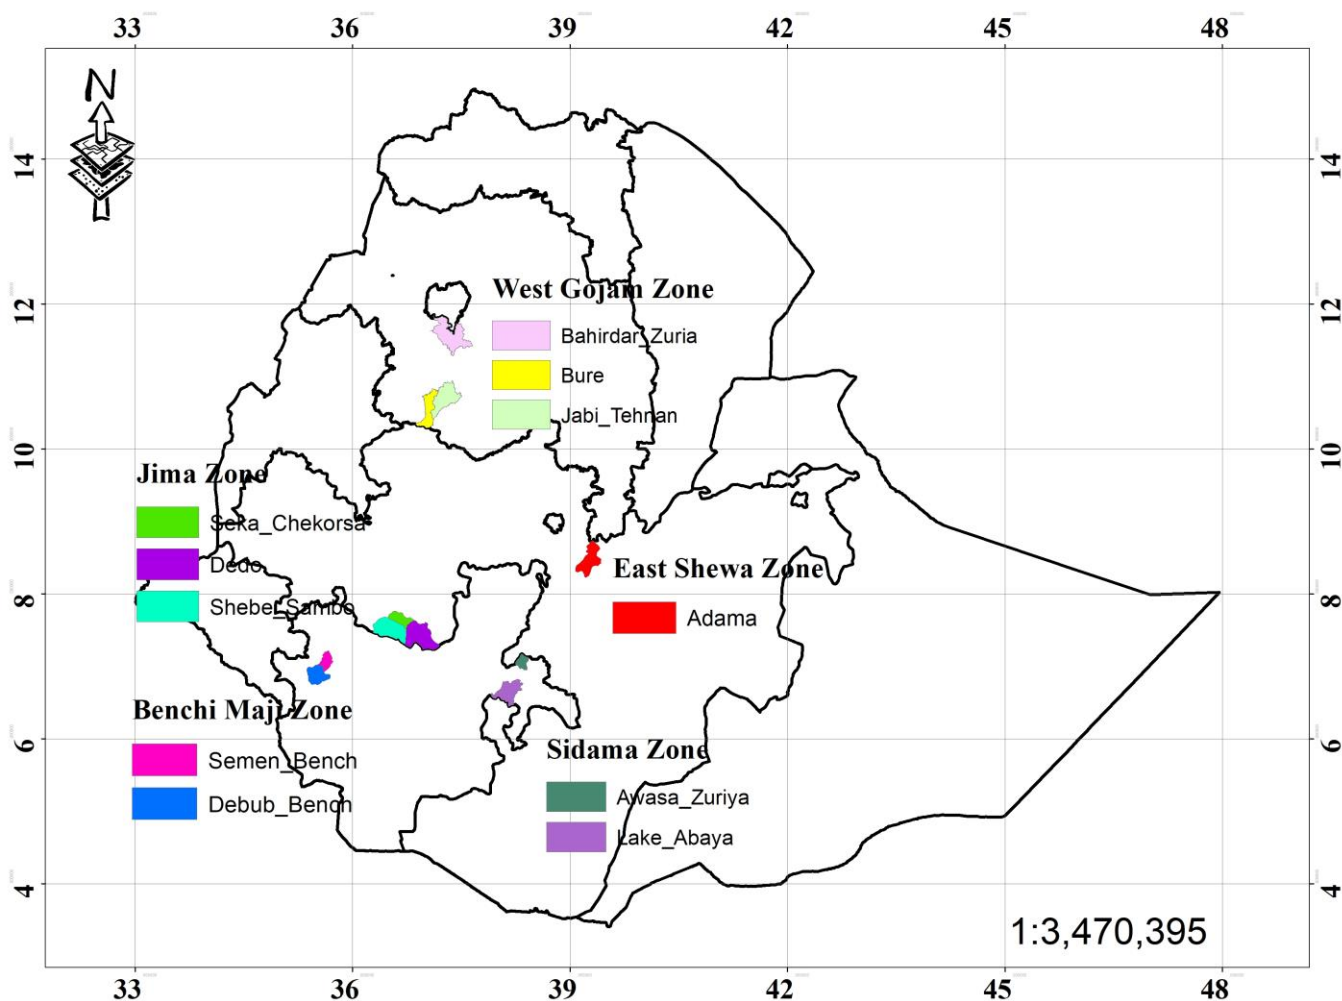 33 36 39 42 45 48
N
14 14
West Gojam Zone
12 12
Bahirdar_Zuria
Bure
Jabi_Tehnan
10 10
Jima Zone
Seka_Chekorsa
Dedo
Shebe_Sambo
East Shewa Zone
8 8
Adama
Benchi Maji Zone
Semen_Bench
Debub_Bench
6 6
Sidama Zone
Awasa_Zuriya
Lake_Abaya
4 4
1:3,470,395
33 36 39 42 45 48